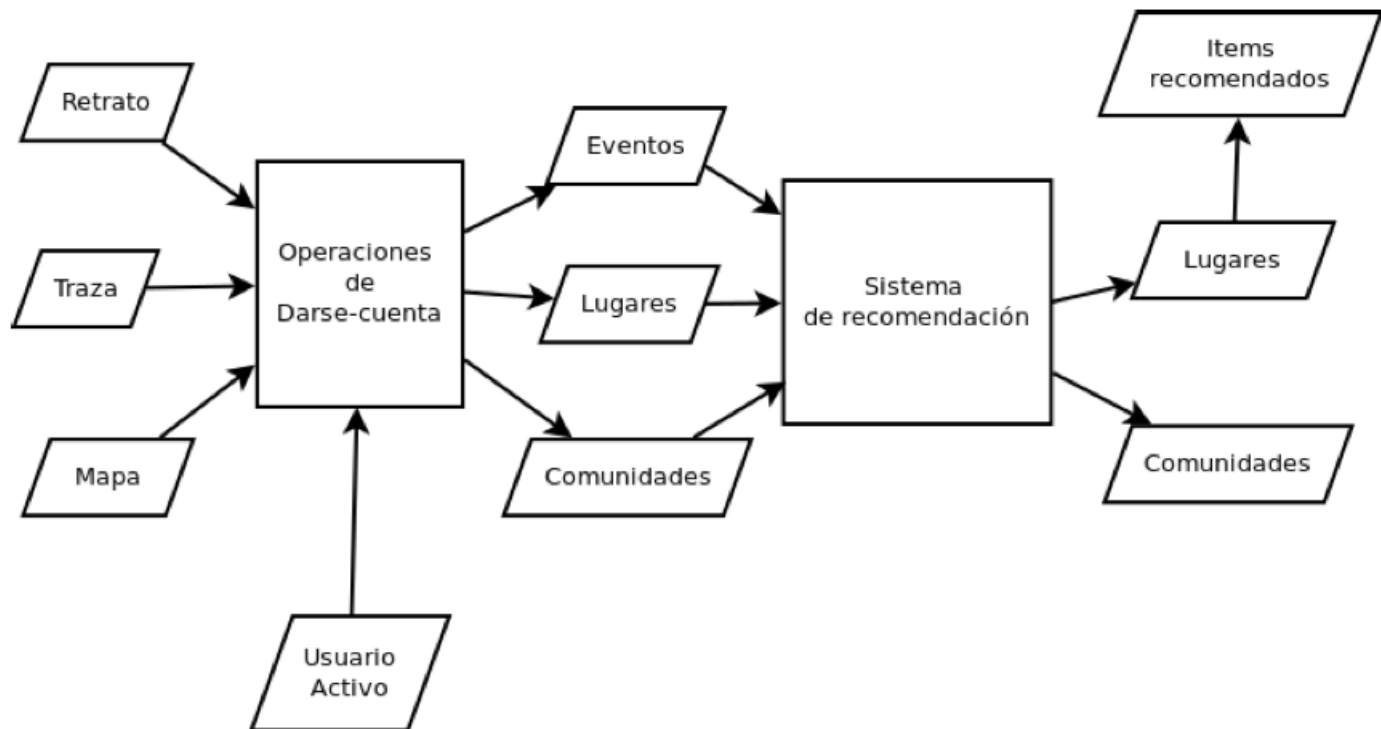 Items
recomendados
Retrato
Eventos
Operaciones
de
Darse-cuenta
Traza
Lugares
Sistema
de recomendación
Lugares
Mapa
Comunidades
Comunidades
Usuario
Activo